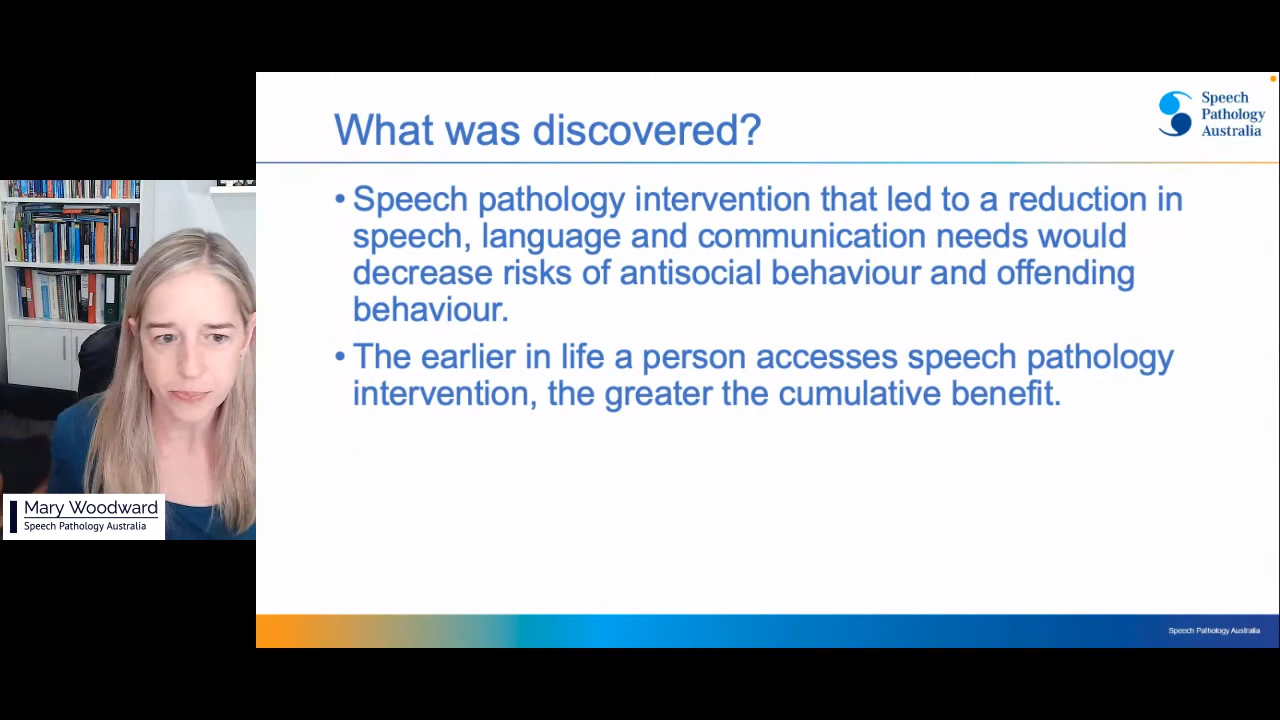 What was discovered?
Speech
Pathology
Australia
• Speech pathology intervention that led to a reduction in
speech, language and communication needs would
decrease risks of antisocial behaviour and offending
behaviour.
• The earlier in life a person accesses speech pathology
intervention, the greater the cumulative benefit.
Mary Woodward
Speech Pathology Australia
Speech Pathology Australia